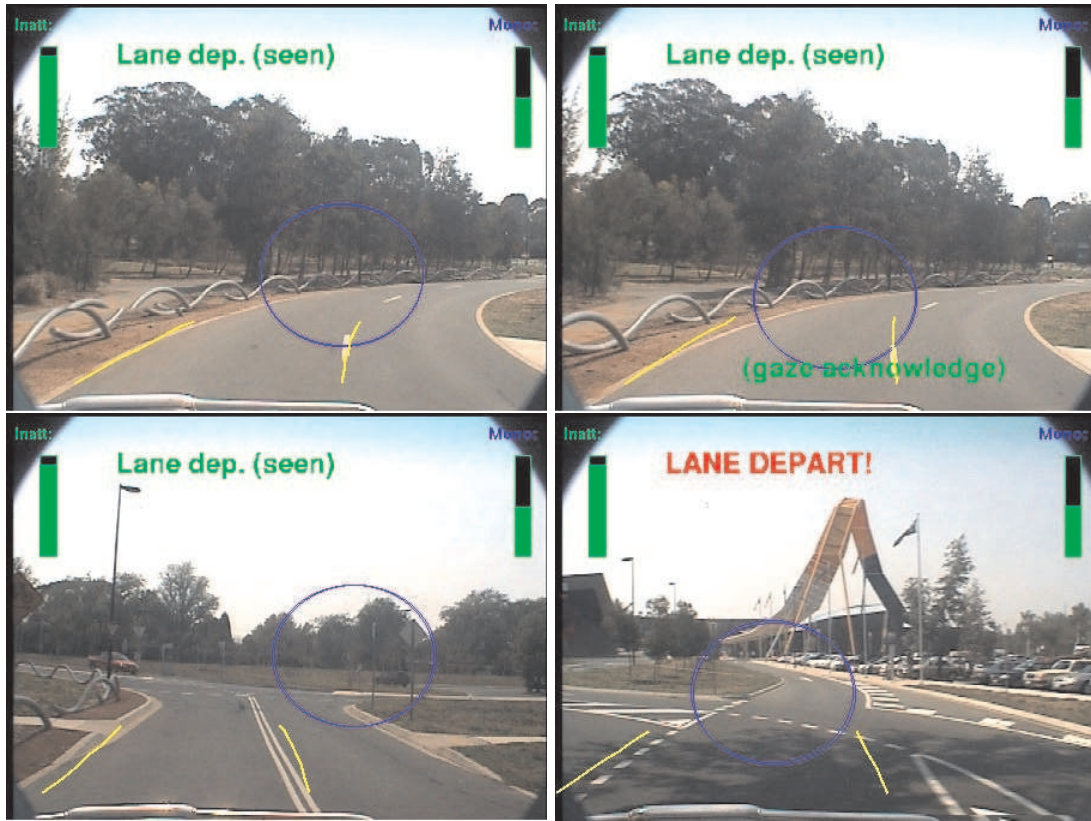 Inatt:
Mono:
Lane dep. (seen)
Inatt:
Mono:
Lane dep. (seen)
(gaze acknowledge)
Inatt:
Mono:
Lane dep. (seen)
Inatt:
Mono:
LANE DEPART!